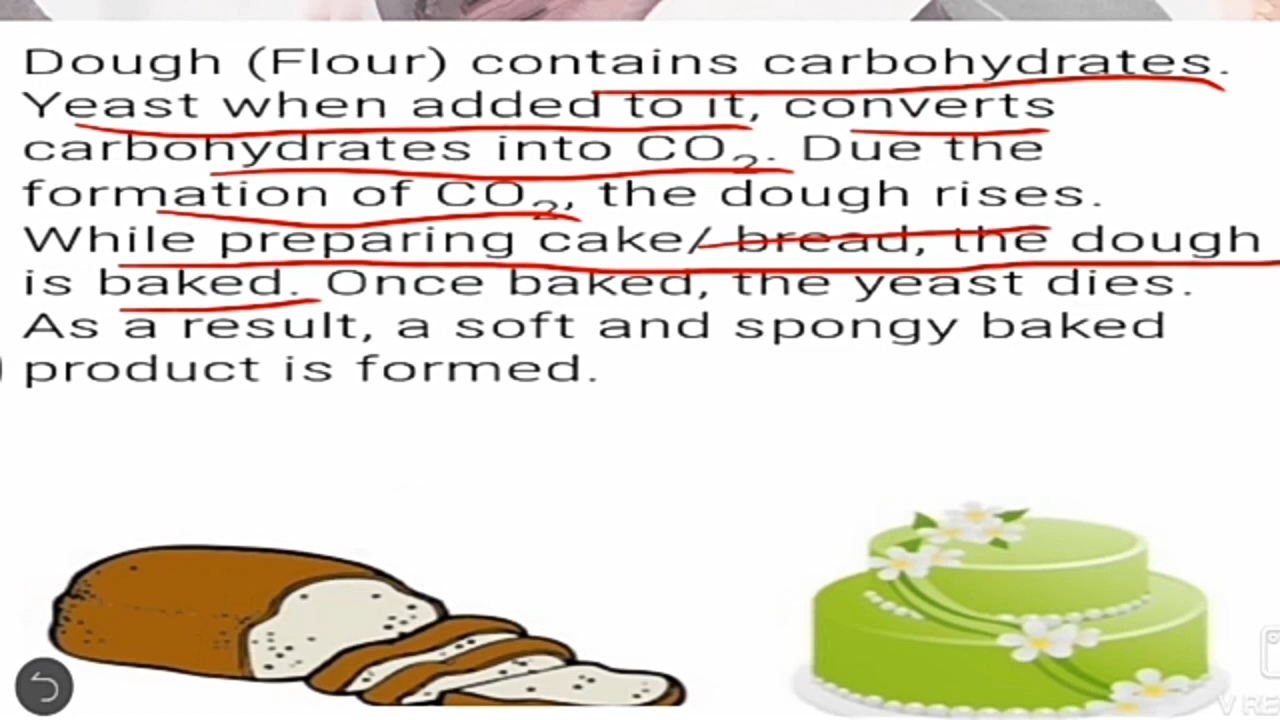 Dough (Flour) contains carbohydrates.
Yeast when added to it, converts
carbohydrates into CO₂. Due the
formation of CO₂, the dough rises.
While preparing cake/ bread, the dough
is baked. Once baked, the yeast dies.
As a result, a soft and spongy baked
product is formed.